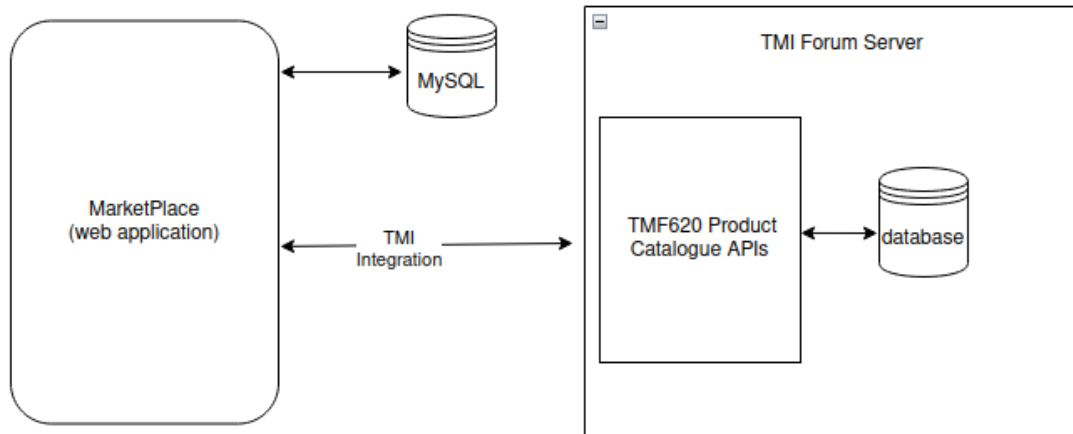 MySQL
TMI Forum Server
MarketPlace
(web application)
TMI
Integration
TMF620 Product
Catalogue APIs
database